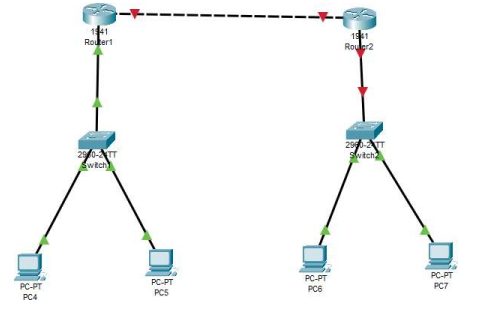 1941
Router1
1941
Router2
2960-24TT
Switch1
2960-24TT
Switch2
PC-PT
PC4
PC-PT
PC5
PC-PT
PC6
PC-PT
PC7